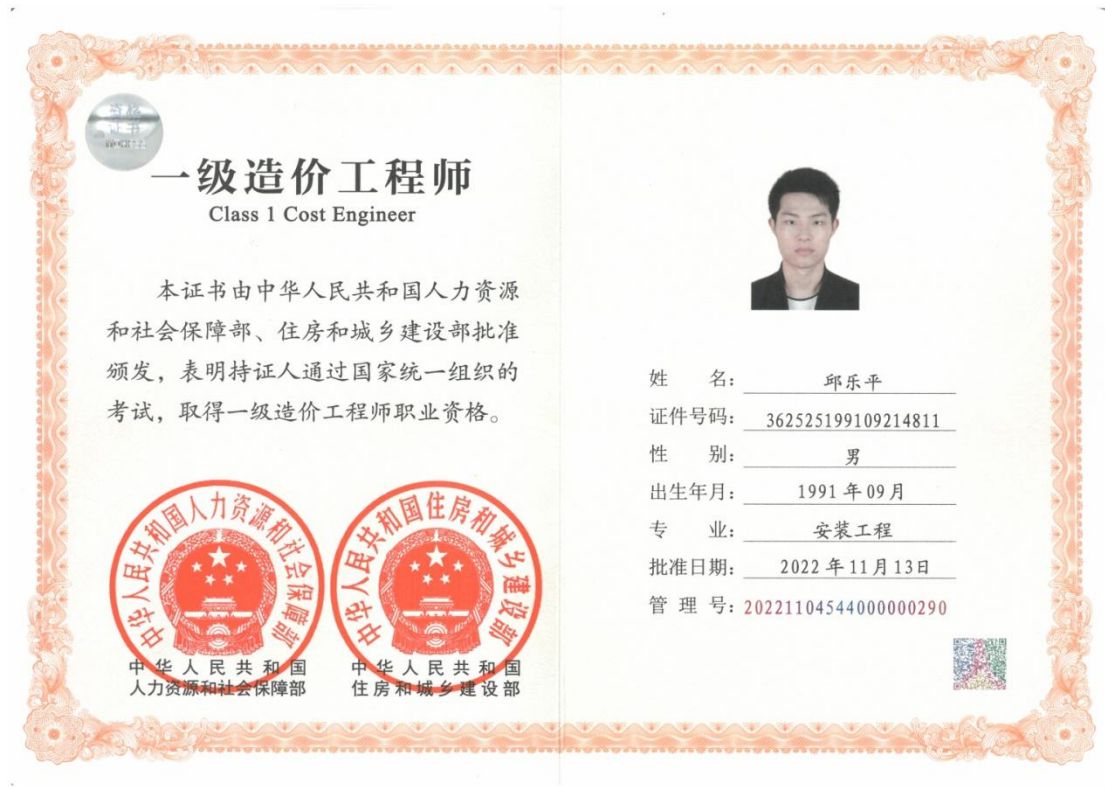 资格
证书
一级造价工程师
Class 1 Cost Engineer
本证书由中华人民共和国人力资源
和社会保障部、住房和城乡建设部批准
颁发，表明持证人通过国家统一组织的
考试，取得一级造价工程师职业资格。
中华人民共和国人力资源和社会保障部
中华人民共和国住房和城乡建设部
中华人民共和国
人力资源和社会保障部
中华人民共和国
住房和城乡建设部
姓 名： 邱乐平
证件号码： 362525199109214811
性 别： 男
出生年月： 1991年09月
专 业： 安装工程
批准日期： 2022年11月13日
管 理 号：20221104544000000290